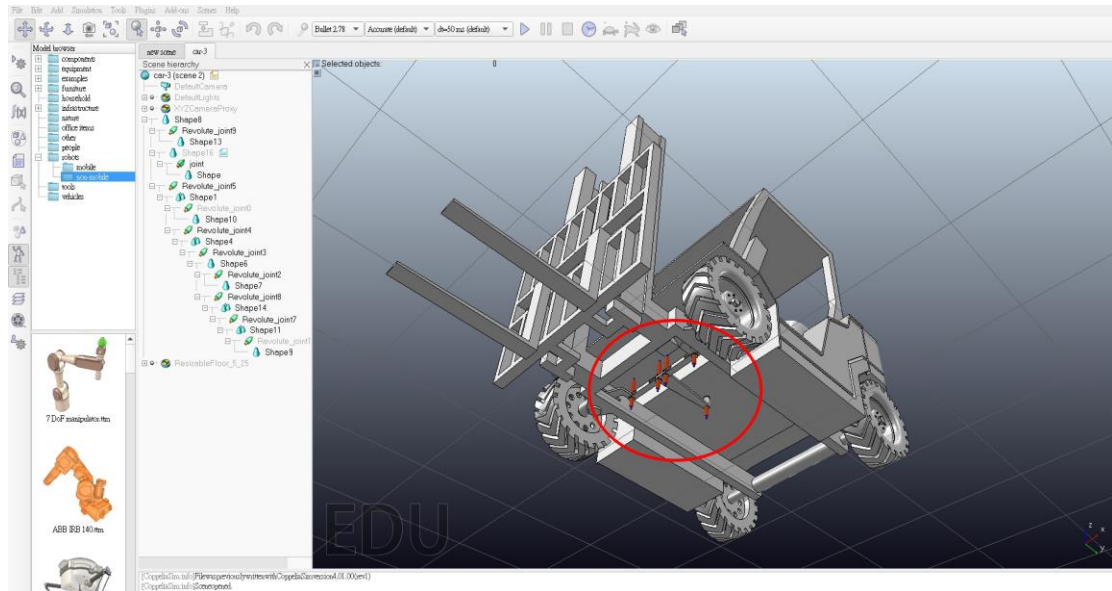 File Edit Add Simulation Tools Plugins Add-ons Scenes Help
Bullet 2.78 Accurate (default) dt=50 ms (default)
Model browser
components
equipment
examples
furniture
household
infrastructure
nature
office items
other
people
robots
mobile
non-mobile
tools
vehicles
7 DoF manipulator.ttm
ABB IRB 140.ttm
new scene car-3
Scene hierarchy
car-3 (scene 2)
DefaultCamera
DefaultLights
XYZCameraProxy
Shape8
Revolute_joint9
Shape13
Shape16
joint
Shape
Revolute_joint5
Shape1
Revolute_joint0
Shape10
Revolute_joint4
Shape4
Revolute_joint3
Shape6
Revolute_joint2
Shape7
Revolute_joint8
Shape14
Revolute_joint7
Shape11
Revolute_joint1
Shape9
ResizableFloor_5_25
Selected objects: 0
EDU
z
x
y
[CoppeliaSim:info] File was previously written with CoppeliaSim version 4.01.00 (rev1)
[CoppeliaSim:info] Scene opened.